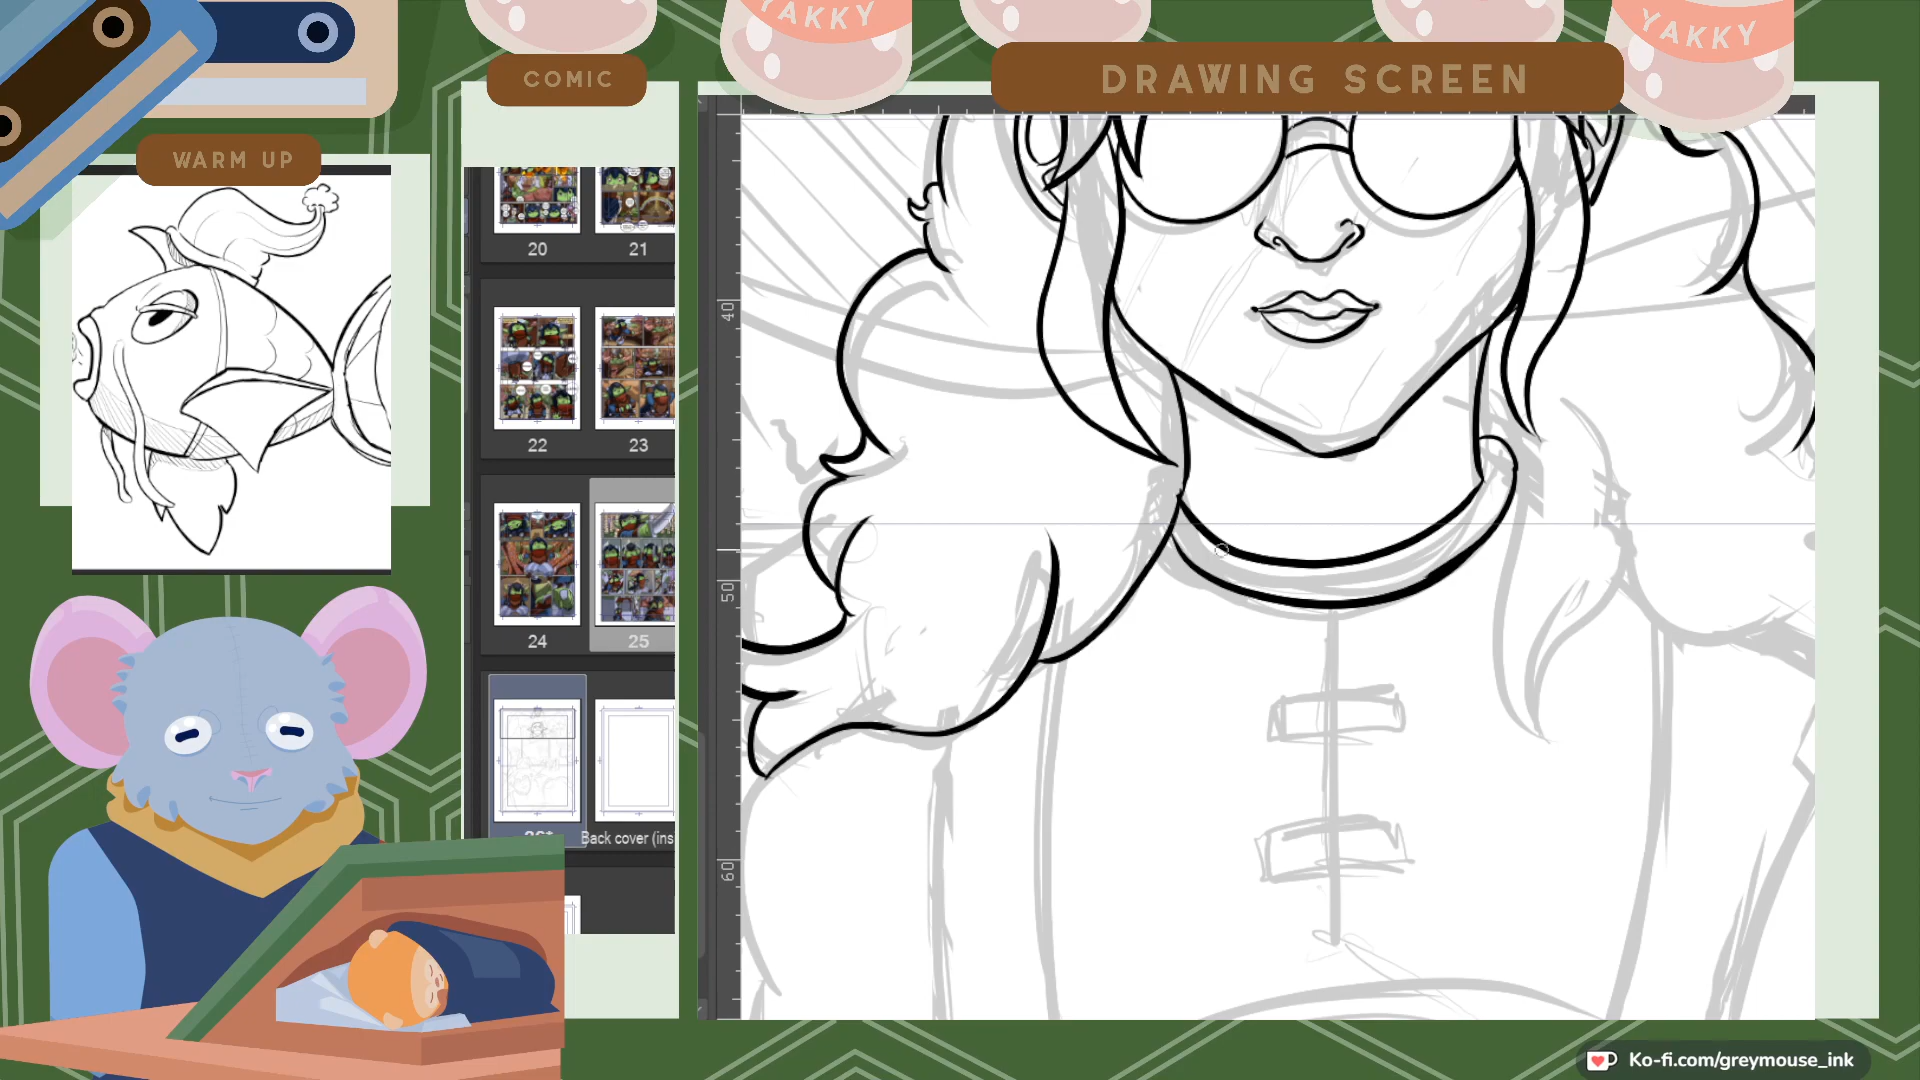 YAKKY
YAKKY
COMIC
DRAWING SCREEN
WARM UP
20
21
22
23
24
25
Back cover (ins
40
50
60
Ko-fi.com/greymouse_ink